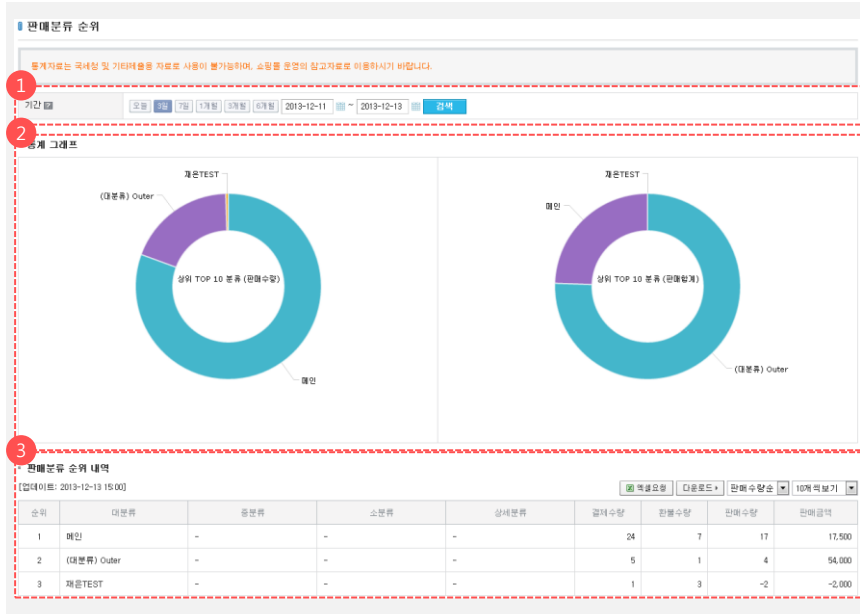 판매분류 순위
통계자료는 국세청 및 기타제출용 자료로 사용이 불가능하며, 쇼핑몰 운영의 참고자료로 이용하시기 바랍니다.
1
기간 오늘 3일 7일 1개월 3개월 6개월 2013-12-11 ~ 2013-12-13 검색
2
통계 그래프
재은TEST
(대분류) Outer
상위 TOP 10 분류 (판매수량)
메인
재은TEST
메인
상위 TOP 10 분류 (판매합계)
(대분류) Outer
3
판매분류 순위 내역
[업데이트: 2013-12-13 15:00]
엑셀요청 다운로드 판매수량순 10개씩보기
순위 대분류 중분류 소분류 상세분류 결제수량 환불수량 판매수량 판매금액
1 메인 - - - 24 7 17 17,500
2 (대분류) Outer - - - 5 1 4 54,000
3 재은TEST - - - 1 3 -2 -2,000